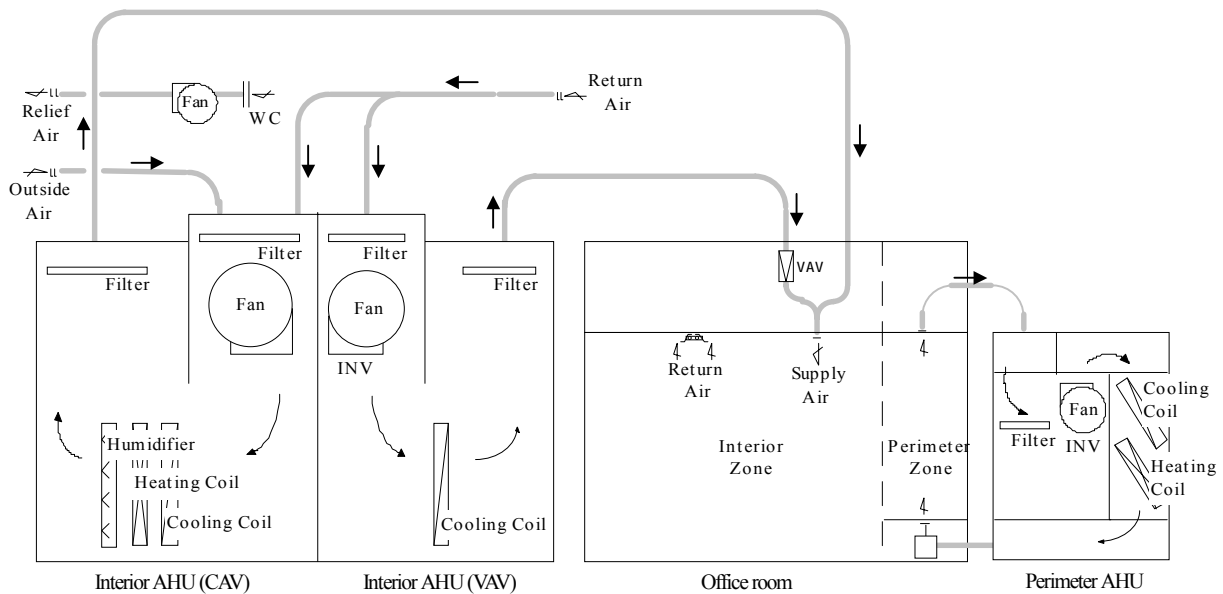 Return
Air
Fan
WC
Relief
Air
Outside
Air
Filter
Filter
Filter
Filter
Fan
Fan
INV
VAV
Return
Air
Supply
Air
Interior
Zone
Perimeter
Zone
Filter
Fan
INV
Cooling
Coil
Heating
Coil
Humidifier
Heating Coil
Cooling Coil
Cooling Coil
Interior AHU (CAV)
Interior AHU (VAV)
Office room
Perimeter AHU